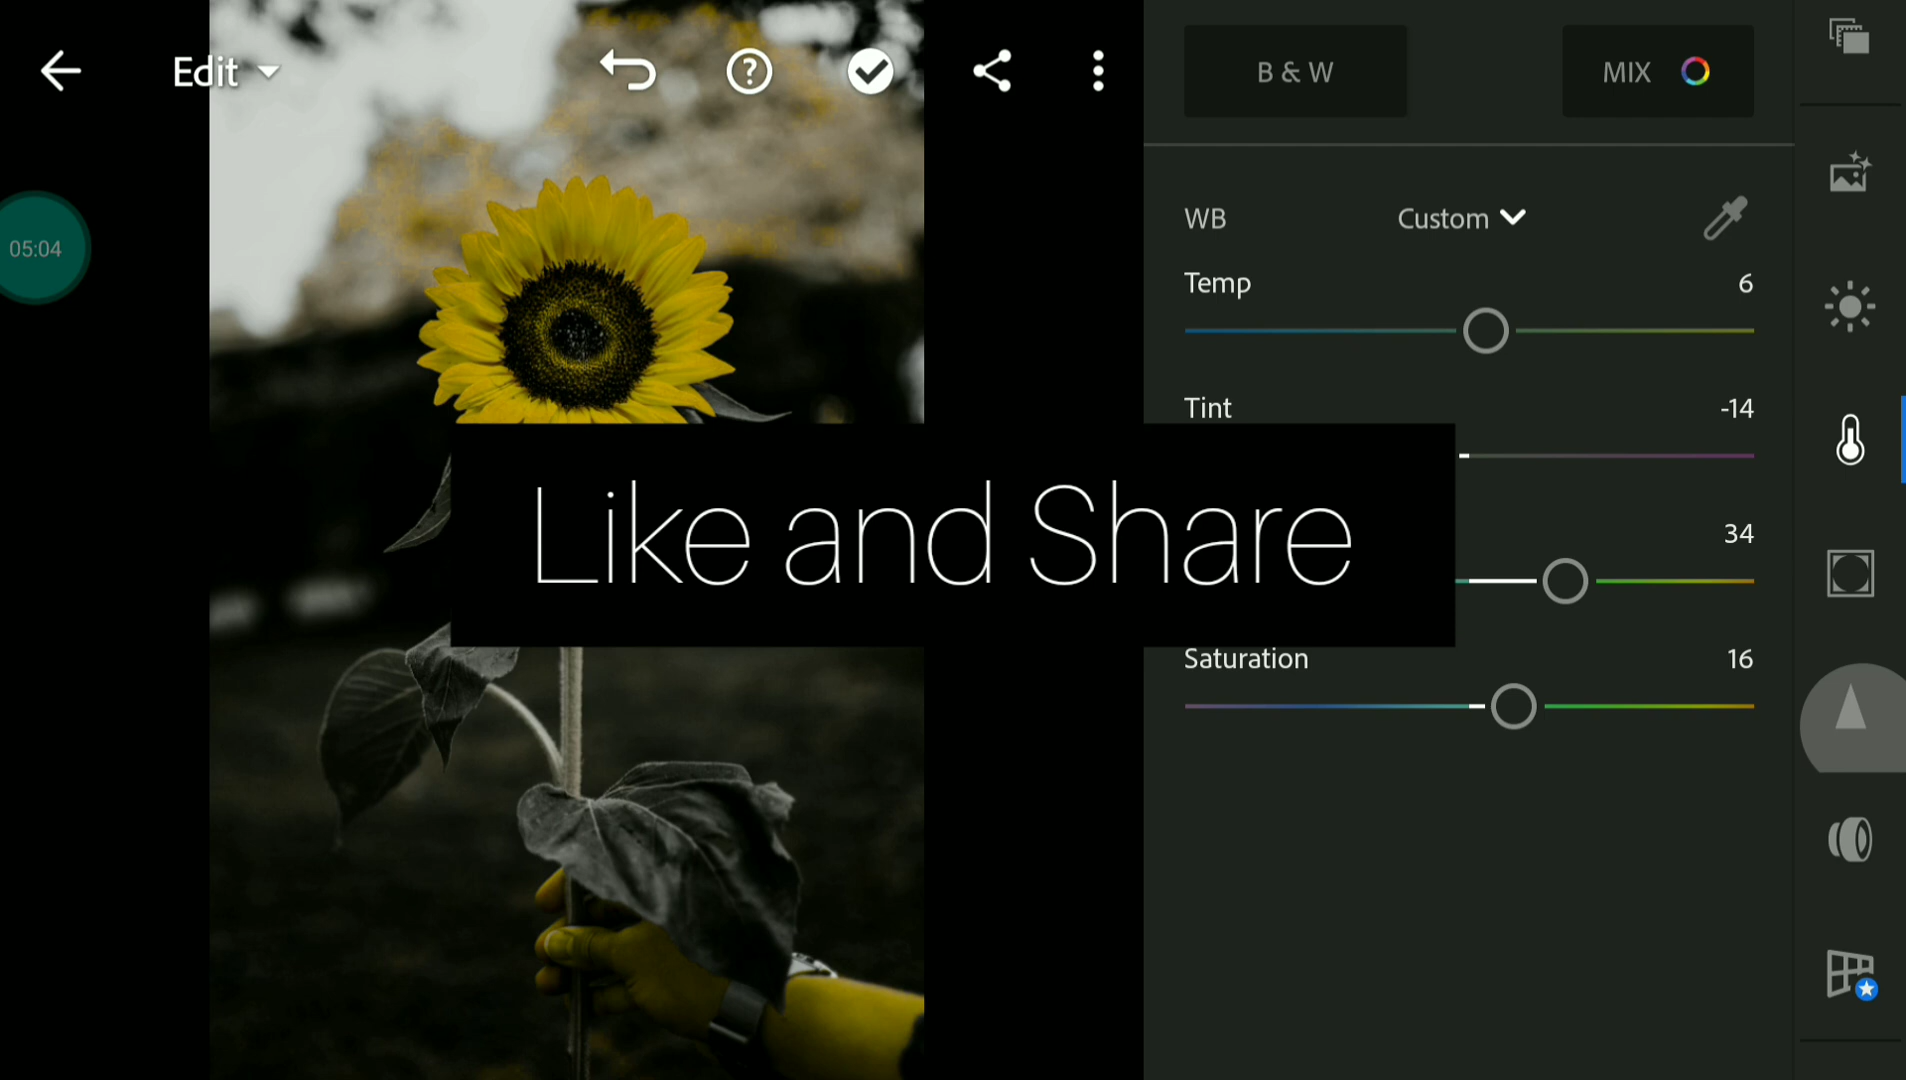 Edit
B & W
MIX
05:04
WB
Custom
Temp
6
Tint
-14
Like and Share
34
Saturation
16